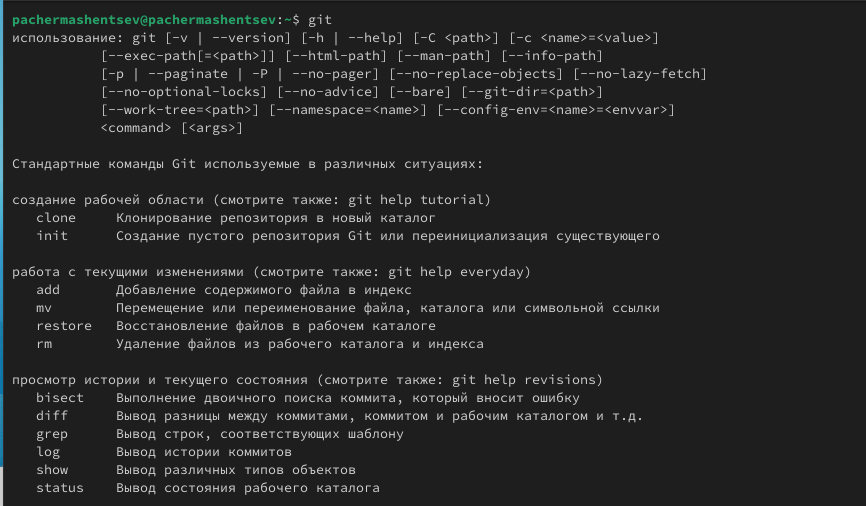 pachermashentsev@pachermashentsev:~$ git
использование: git [-v | --version] [-h | --help] [-C <path>] [-c <name>=<value>]
           [--exec-path[=<path>]] [--html-path] [--man-path] [--info-path]
           [-p | --paginate | -P | --no-pager] [--no-replace-objects] [--no-lazy-fetch]
           [--no-optional-locks] [--no-advice] [--bare] [--git-dir=<path>]
           [--work-tree=<path>] [--namespace=<name>] [--config-env=<name>=<envvar>]
           <command> [<args>]

Стандартные команды Git используемые в различных ситуациях:

создание рабочей области (смотрите также: git help tutorial)
   clone     Клонирование репозитория в новый каталог
   init      Создание пустого репозитория Git или переинициализация существующего

работа с текущими изменениями (смотрите также: git help everyday)
   add       Добавление содержимого файла в индекс
   mv        Перемещение или переименование файла, каталога или символьной ссылки
   restore   Восстановление файлов в рабочем каталоге
   rm        Удаление файлов из рабочего каталога и индекса

просмотр истории и текущего состояния (смотрите также: git help revisions)
   bisect    Выполнение двоичного поиска коммита, который вносит ошибку
   diff      Вывод разницы между коммитами, коммитом и рабочим каталогом и т.д.
   grep      Вывод строк, соответствующих шаблону
   log       Вывод истории коммитов
   show      Вывод различных типов объектов
   status    Вывод состояния рабочего каталога